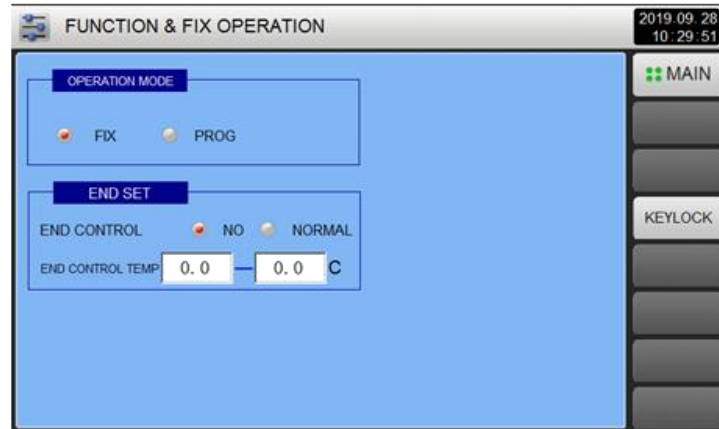 FUNCTION & FIX OPERATION
2019.09.28
10:29:51
MAIN
OPERATION MODE
FIX PROG
END SET
KEYLOCK
END CONTROL NO NORMAL
END CONTROL TEMP 0.0 — 0.0 C